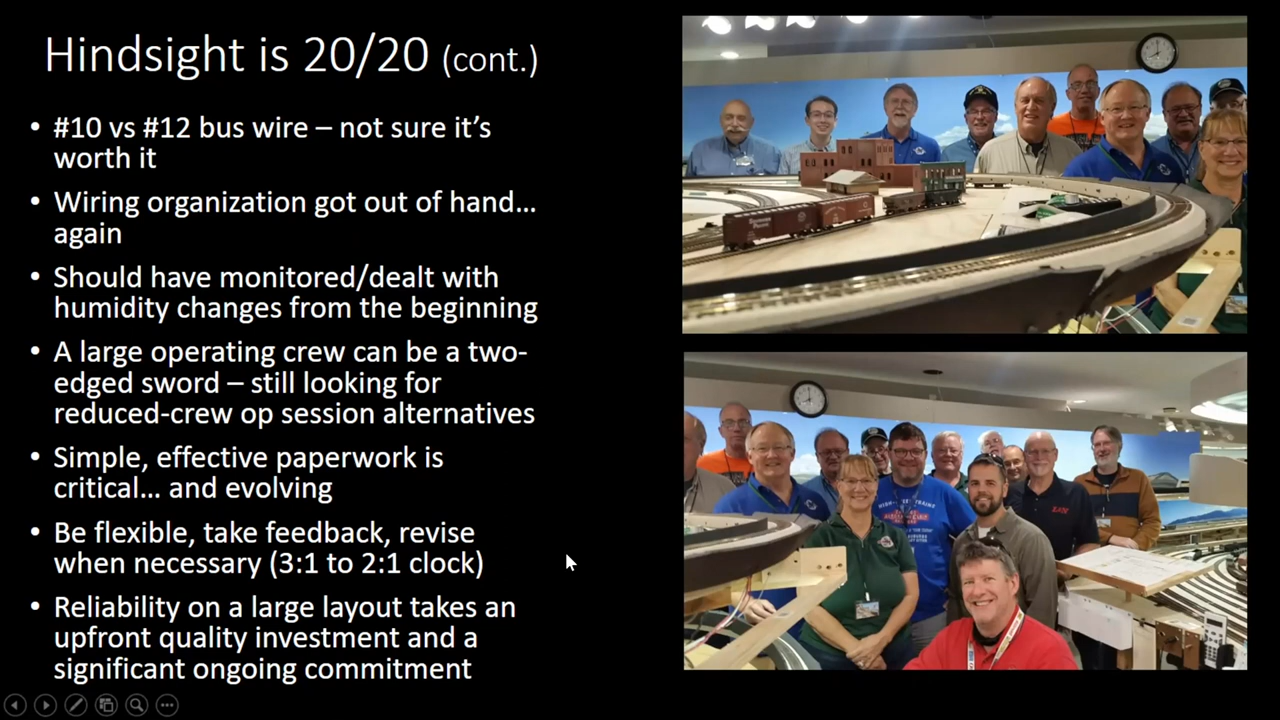 Hindsight is 20/20 (cont.)
• #10 vs #12 bus wire – not sure it's
worth it
• Wiring organization got out of hand…
again
• Should have monitored/dealt with
humidity changes from the beginning
• A large operating crew can be a two-
edged sword – still looking for
reduced-crew op session alternatives
• Simple, effective paperwork is
critical… and evolving
• Be flexible, take feedback, revise
when necessary (3:1 to 2:1 clock)
• Reliability on a large layout takes an
upfront quality investment and a
significant ongoing commitment